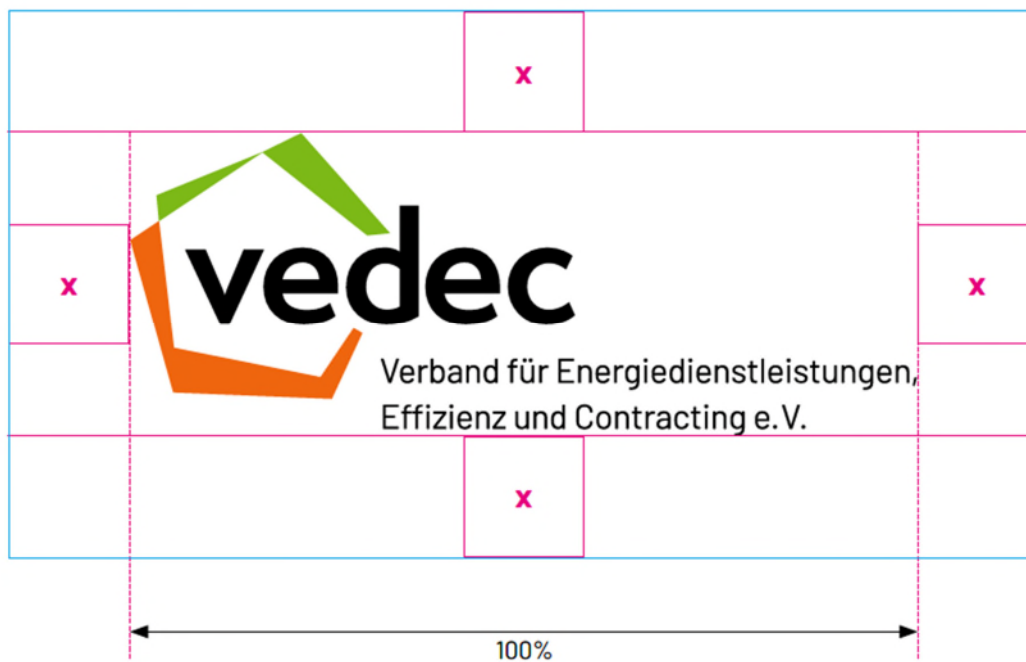 x
vedec
x
x
Verband für Energiedienstleistungen,
Effizienz und Contracting e.V.
x
100%